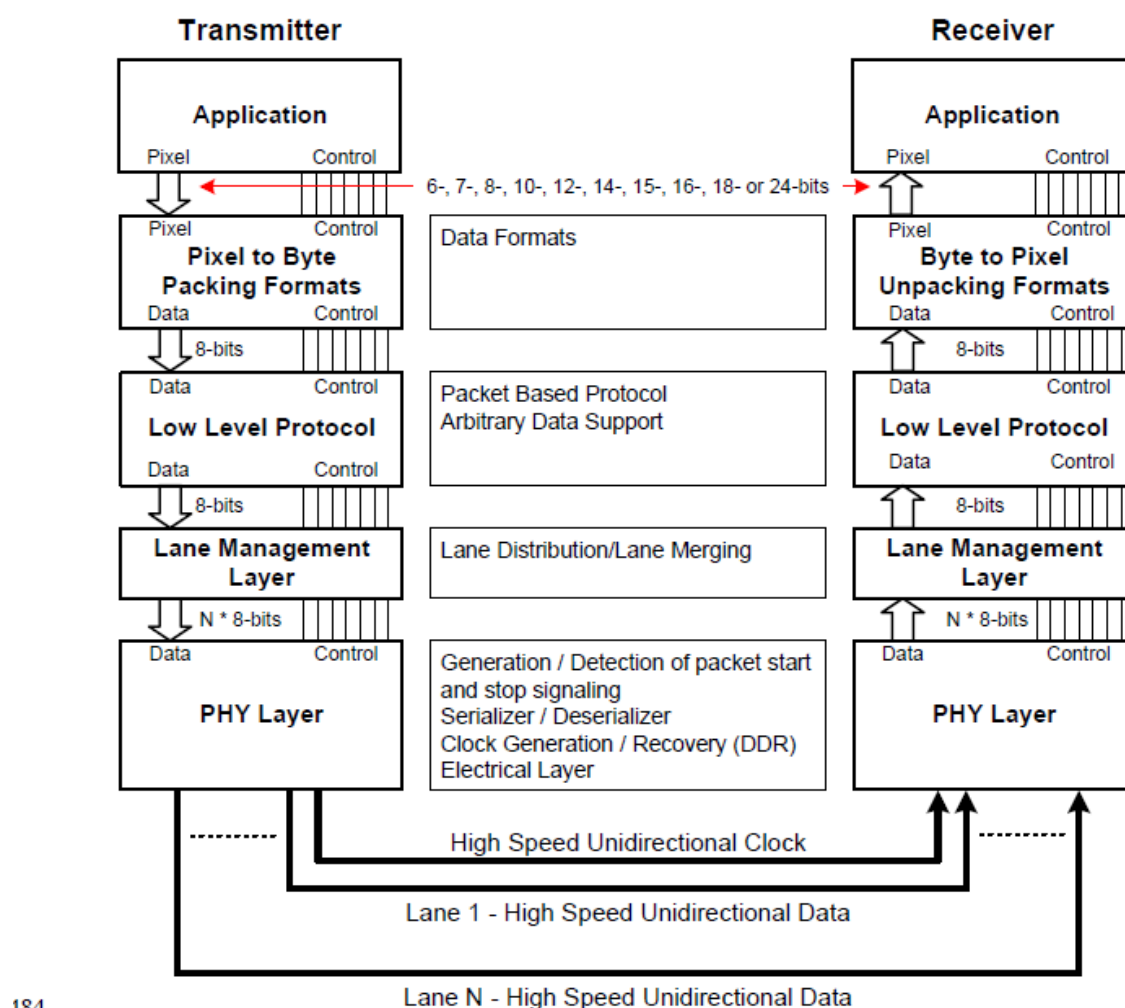 Transmitter
Receiver
Application
Pixel
Control
Application
Pixel
Control
6-, 7-, 8-, 10-, 12-, 14-, 15-, 16-, 18- or 24-bits
Pixel
Control
Pixel to Byte
Packing Formats
Data
Control
Data Formats
Pixel
Control
Byte to Pixel
Unpacking Formats
Data
Control
8-bits
8-bits
Data
Control
Low Level Protocol
Data
Control
Packet Based Protocol
Arbitrary Data Support
Data
Control
Low Level Protocol
Data
Control
8-bits
8-bits
Lane Management
Layer
Lane Distribution/Lane Merging
Lane Management
Layer
N * 8-bits
N * 8-bits
Data
Control
PHY Layer
Generation / Detection of packet start
and stop signaling
Serializer / Deserializer
Clock Generation / Recovery (DDR)
Electrical Layer
Data
Control
PHY Layer
High Speed Unidirectional Clock
Lane 1 - High Speed Unidirectional Data
Lane N - High Speed Unidirectional Data
184